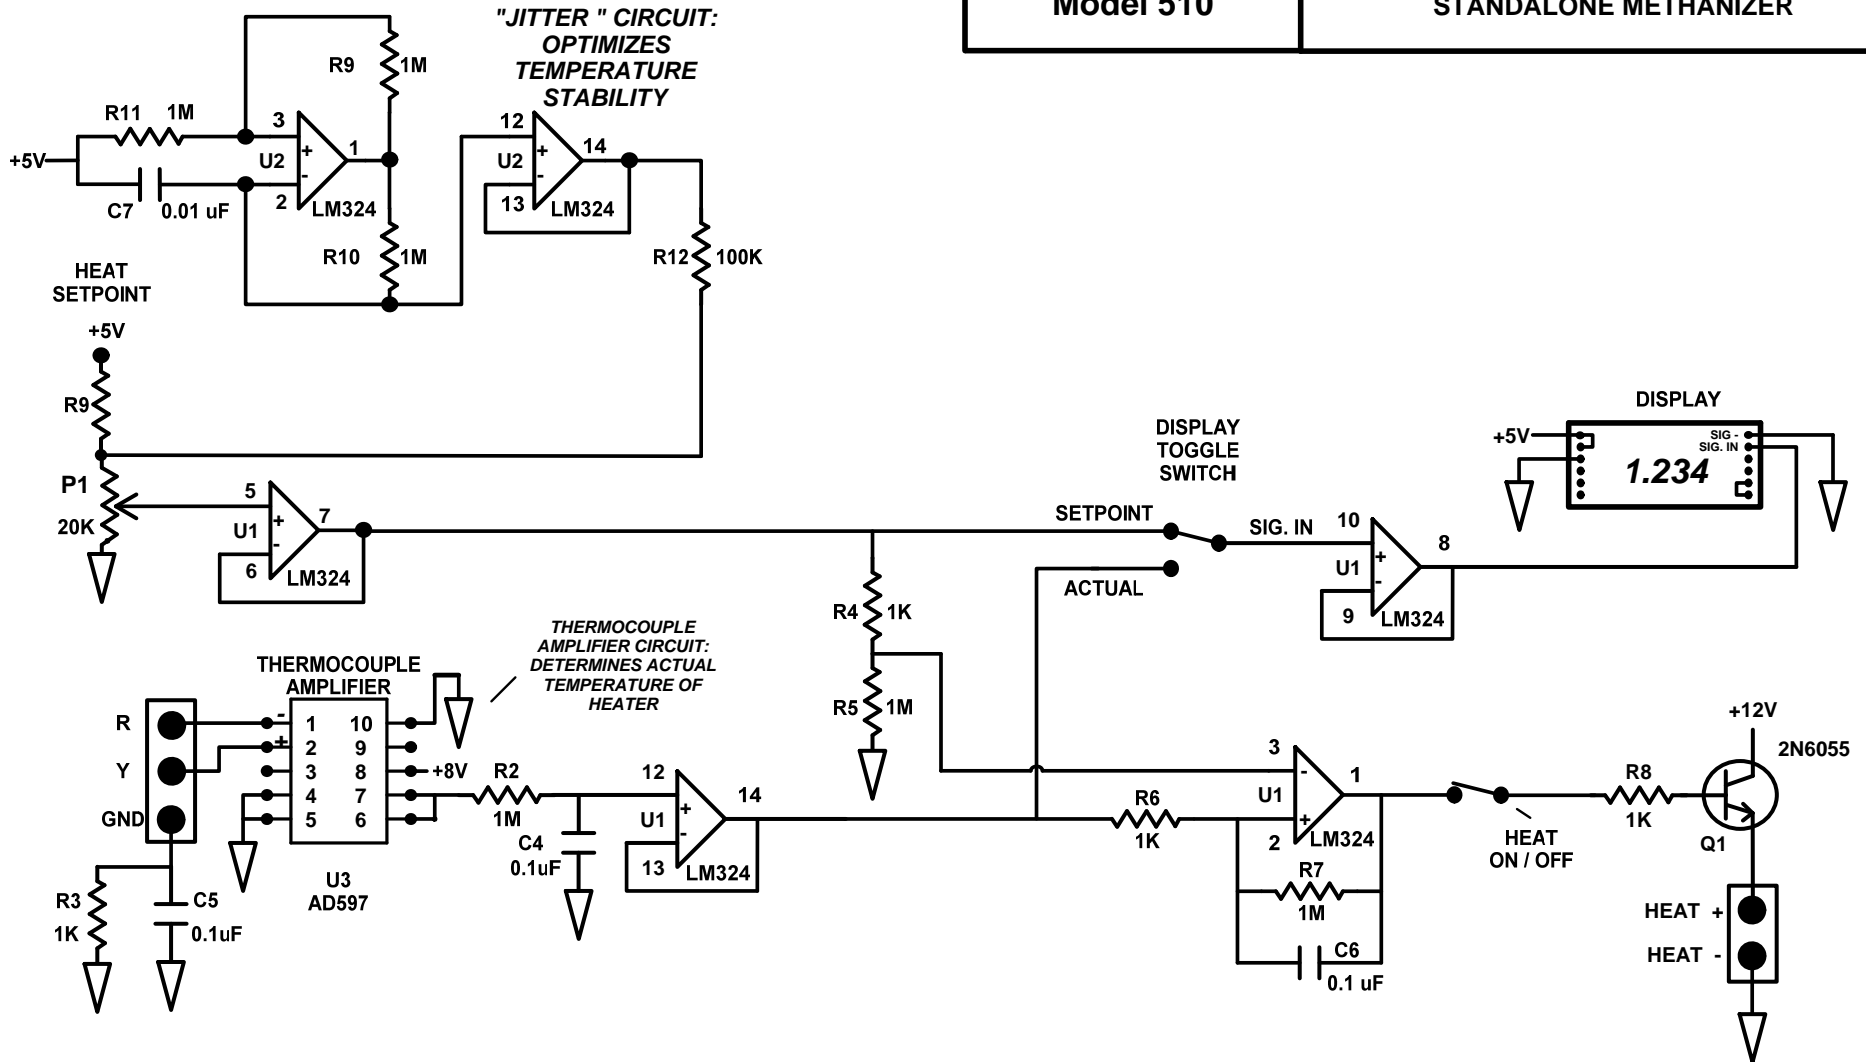 "JITTER " CIRCUIT:
OPTIMIZES
TEMPERATURE
STABILITY
Model 510
STANDALONE METHANIZER
R9
1M
R11
1M
3
+
U2
-
2
1
LM324
+5V
C7
0.01 uF
R10
1M
12
+
U2
-
13
14
LM324
R12
100K
HEAT
SETPOINT
+5V
R9
P1
20K
5
+
U1
-
6
7
LM324
DISPLAY
TOGGLE
SWITCH
SETPOINT
ACTUAL
SIG. IN
10
+
U1
-
9
8
LM324
DISPLAY
+5V
SIG -
SIG. IN
1.234
R4
1K
R5
1M
THERMOCOUPLE
AMPLIFIER CIRCUIT:
DETERMINES ACTUAL
TEMPERATURE OF
HEATER
THERMOCOUPLE
AMPLIFIER
R
Y
GND
-
+
1
2
3
4
5
10
9
8
7
6
+8V
U3
AD597
R3
1K
C5
0.1uF
R2
1M
C4
0.1uF
12
+
U1
-
13
14
LM324
R6
1K
3
-
U1
+
2
1
LM324
R7
1M
C6
0.1 uF
HEAT
ON / OFF
R8
1K
+12V
2N6055
Q1
HEAT +
HEAT -